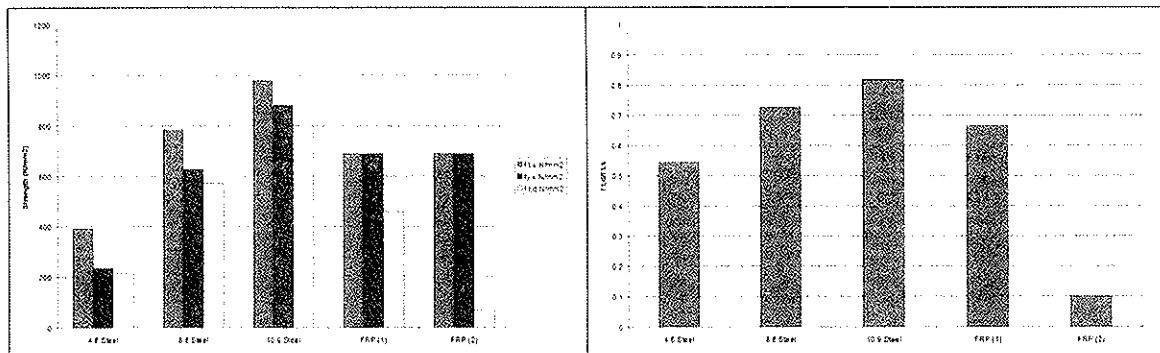 1200
1000
800
600
400
200
0
Strength (N/mm2)
4.6 Steel
8.8 Steel
10.9 Steel
FRP (1)
FRP (2)
1
0.9
0.8
0.7
0.6
0.5
0.4
0.3
0.2
0.1
0
4.6 Steel
8.8 Steel
10.9 Steel
FRP (1)
FRP (2)